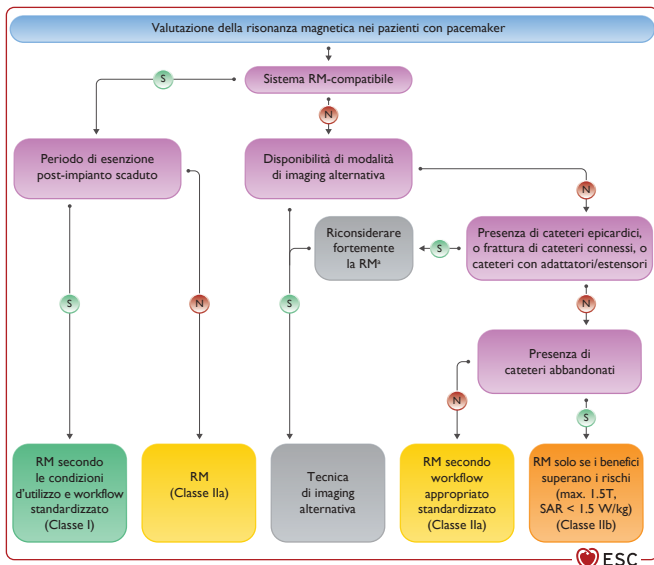 Valutazione della risonanza magnetica nei pazienti con pacemaker
S
Sistema RM-compatibile
N
Periodo di esenzione
post-impianto scaduto
Disponibilità di modalità
di imaging alternativa
N
Riconsiderare
fortemente
la RMª
S
Presenza di cateteri epicardici,
o frattura di cateteri connessi, o
cateteri con adattatori/estensori
S
N
S
N
Presenza di
cateteri abbandonati
N
S
RM secondo
le condizioni
d'utilizzo e workflow
standardizzato
(Classe I)
RM
(Classe IIa)
Tecnica
di imaging
alternativa
RM secondo
workflow
appropriato
standardizzato
(Classe IIa)
RM solo se i benefici
superano i rischi
(max. 1.5T,
SAR < 1.5 W/kg)
(Classe IIb)
ESC